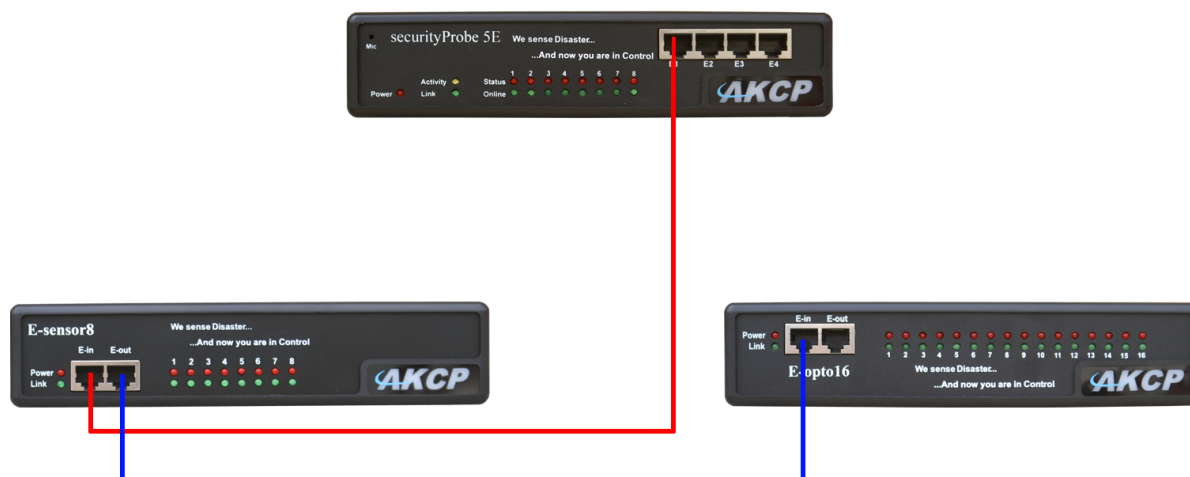 securityProbe 5E
We sense Disaster...
...And now you are in Control
Mic
E1 E2 E3 E4
1 2 3 4 5 6 7 8
Activity Status
Power Link Online
AKCP
E-sensor8
We sense Disaster...
...And now you are in Control
E-in E-out
1 2 3 4 5 6 7 8
Power
Link
AKCP
E-in E-out
Power
Link
1 2 3 4 5 6 7 8 9 10 11 12 13 14 15 16
E-opto16
We sense Disaster...
...And now you are in Control
AKCP